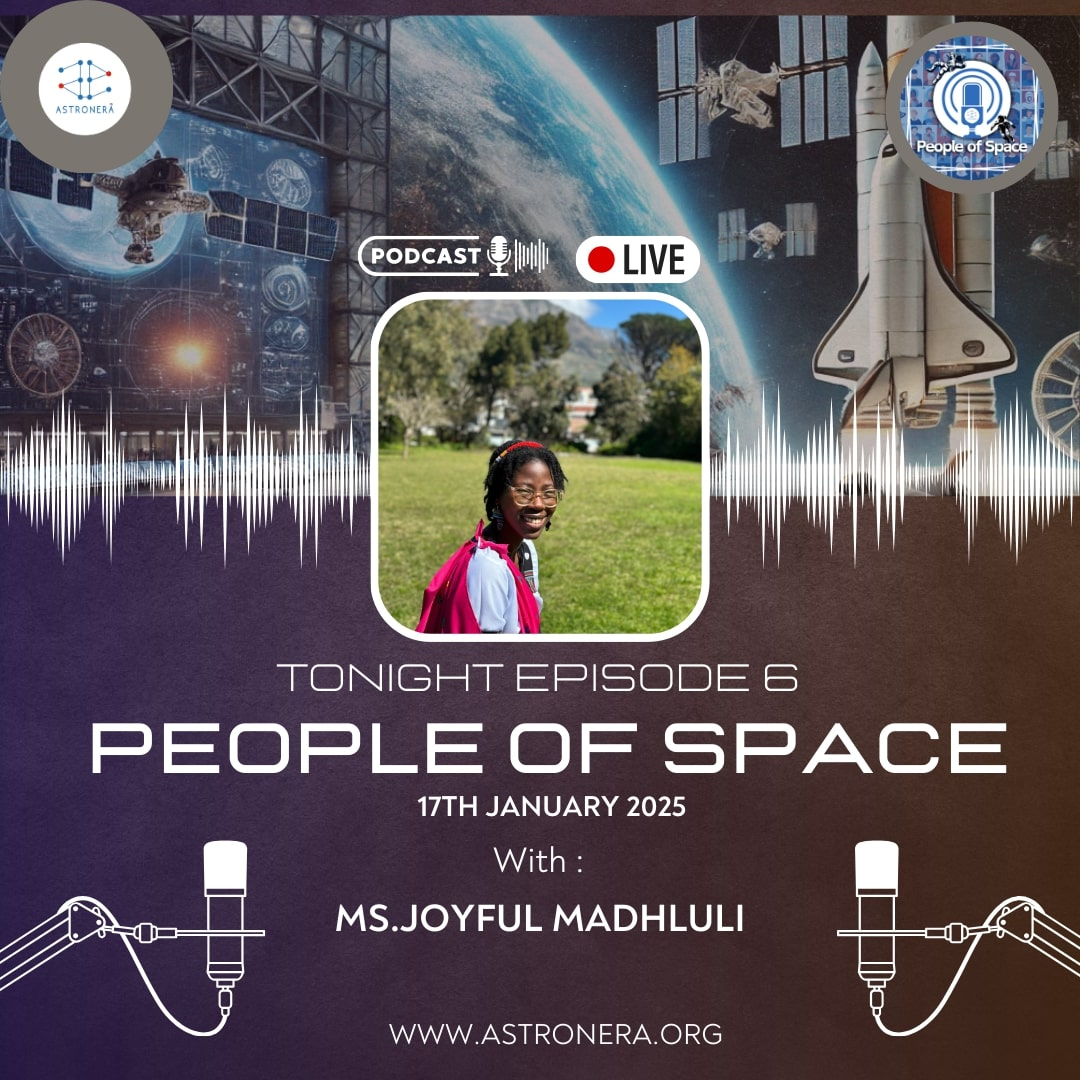 ASTRONERÂ
People of Space
PODCAST
LIVE
TONIGHT EPISODE 6
PEOPLE OF SPACE
17TH JANUARY 2025
With :
MS.JOYFUL MADHLULI
WWW.ASTRONERA.ORG